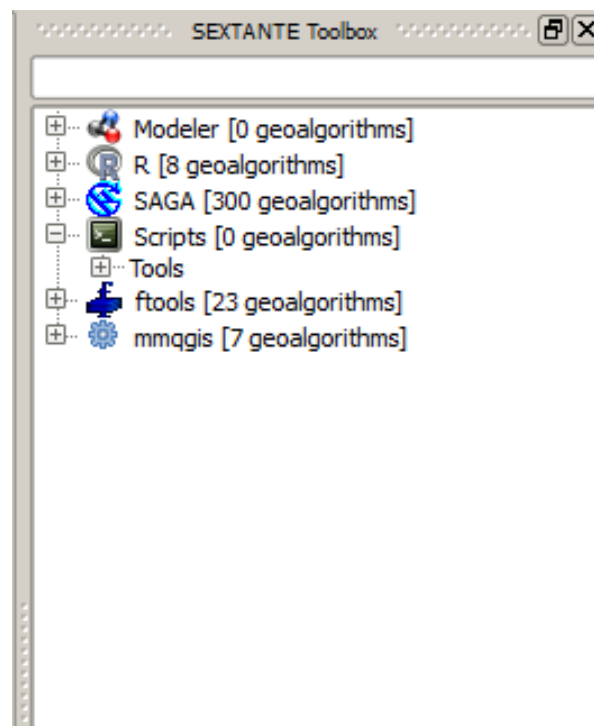 SEXTANTE Toolbox
Modeler [0 geoalgorithms]
R [8 geoalgorithms]
SAGA [300 geoalgorithms]
Scripts [0 geoalgorithms]
Tools
ftools [23 geoalgorithms]
mmqgis [7 geoalgorithms]